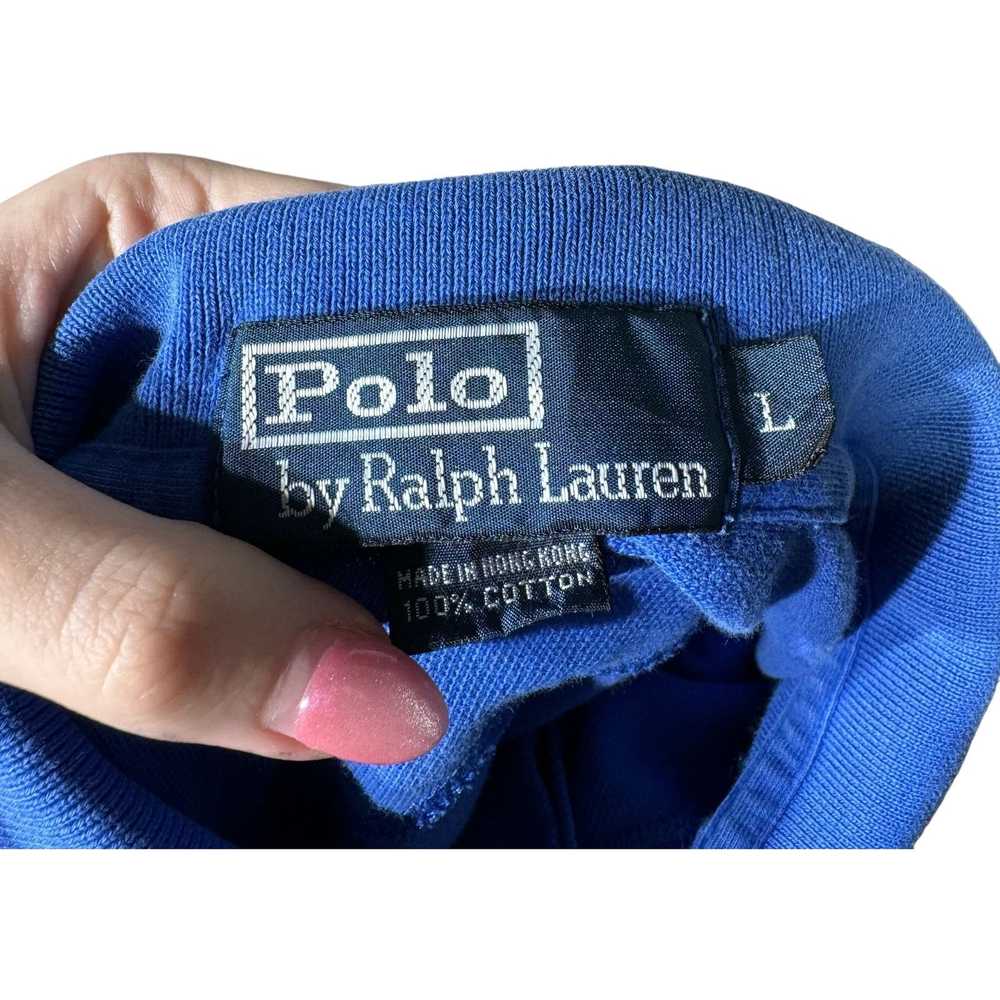 Polo
by Ralph Lauren
L
MADE IN HONG KONG
100% COTTON